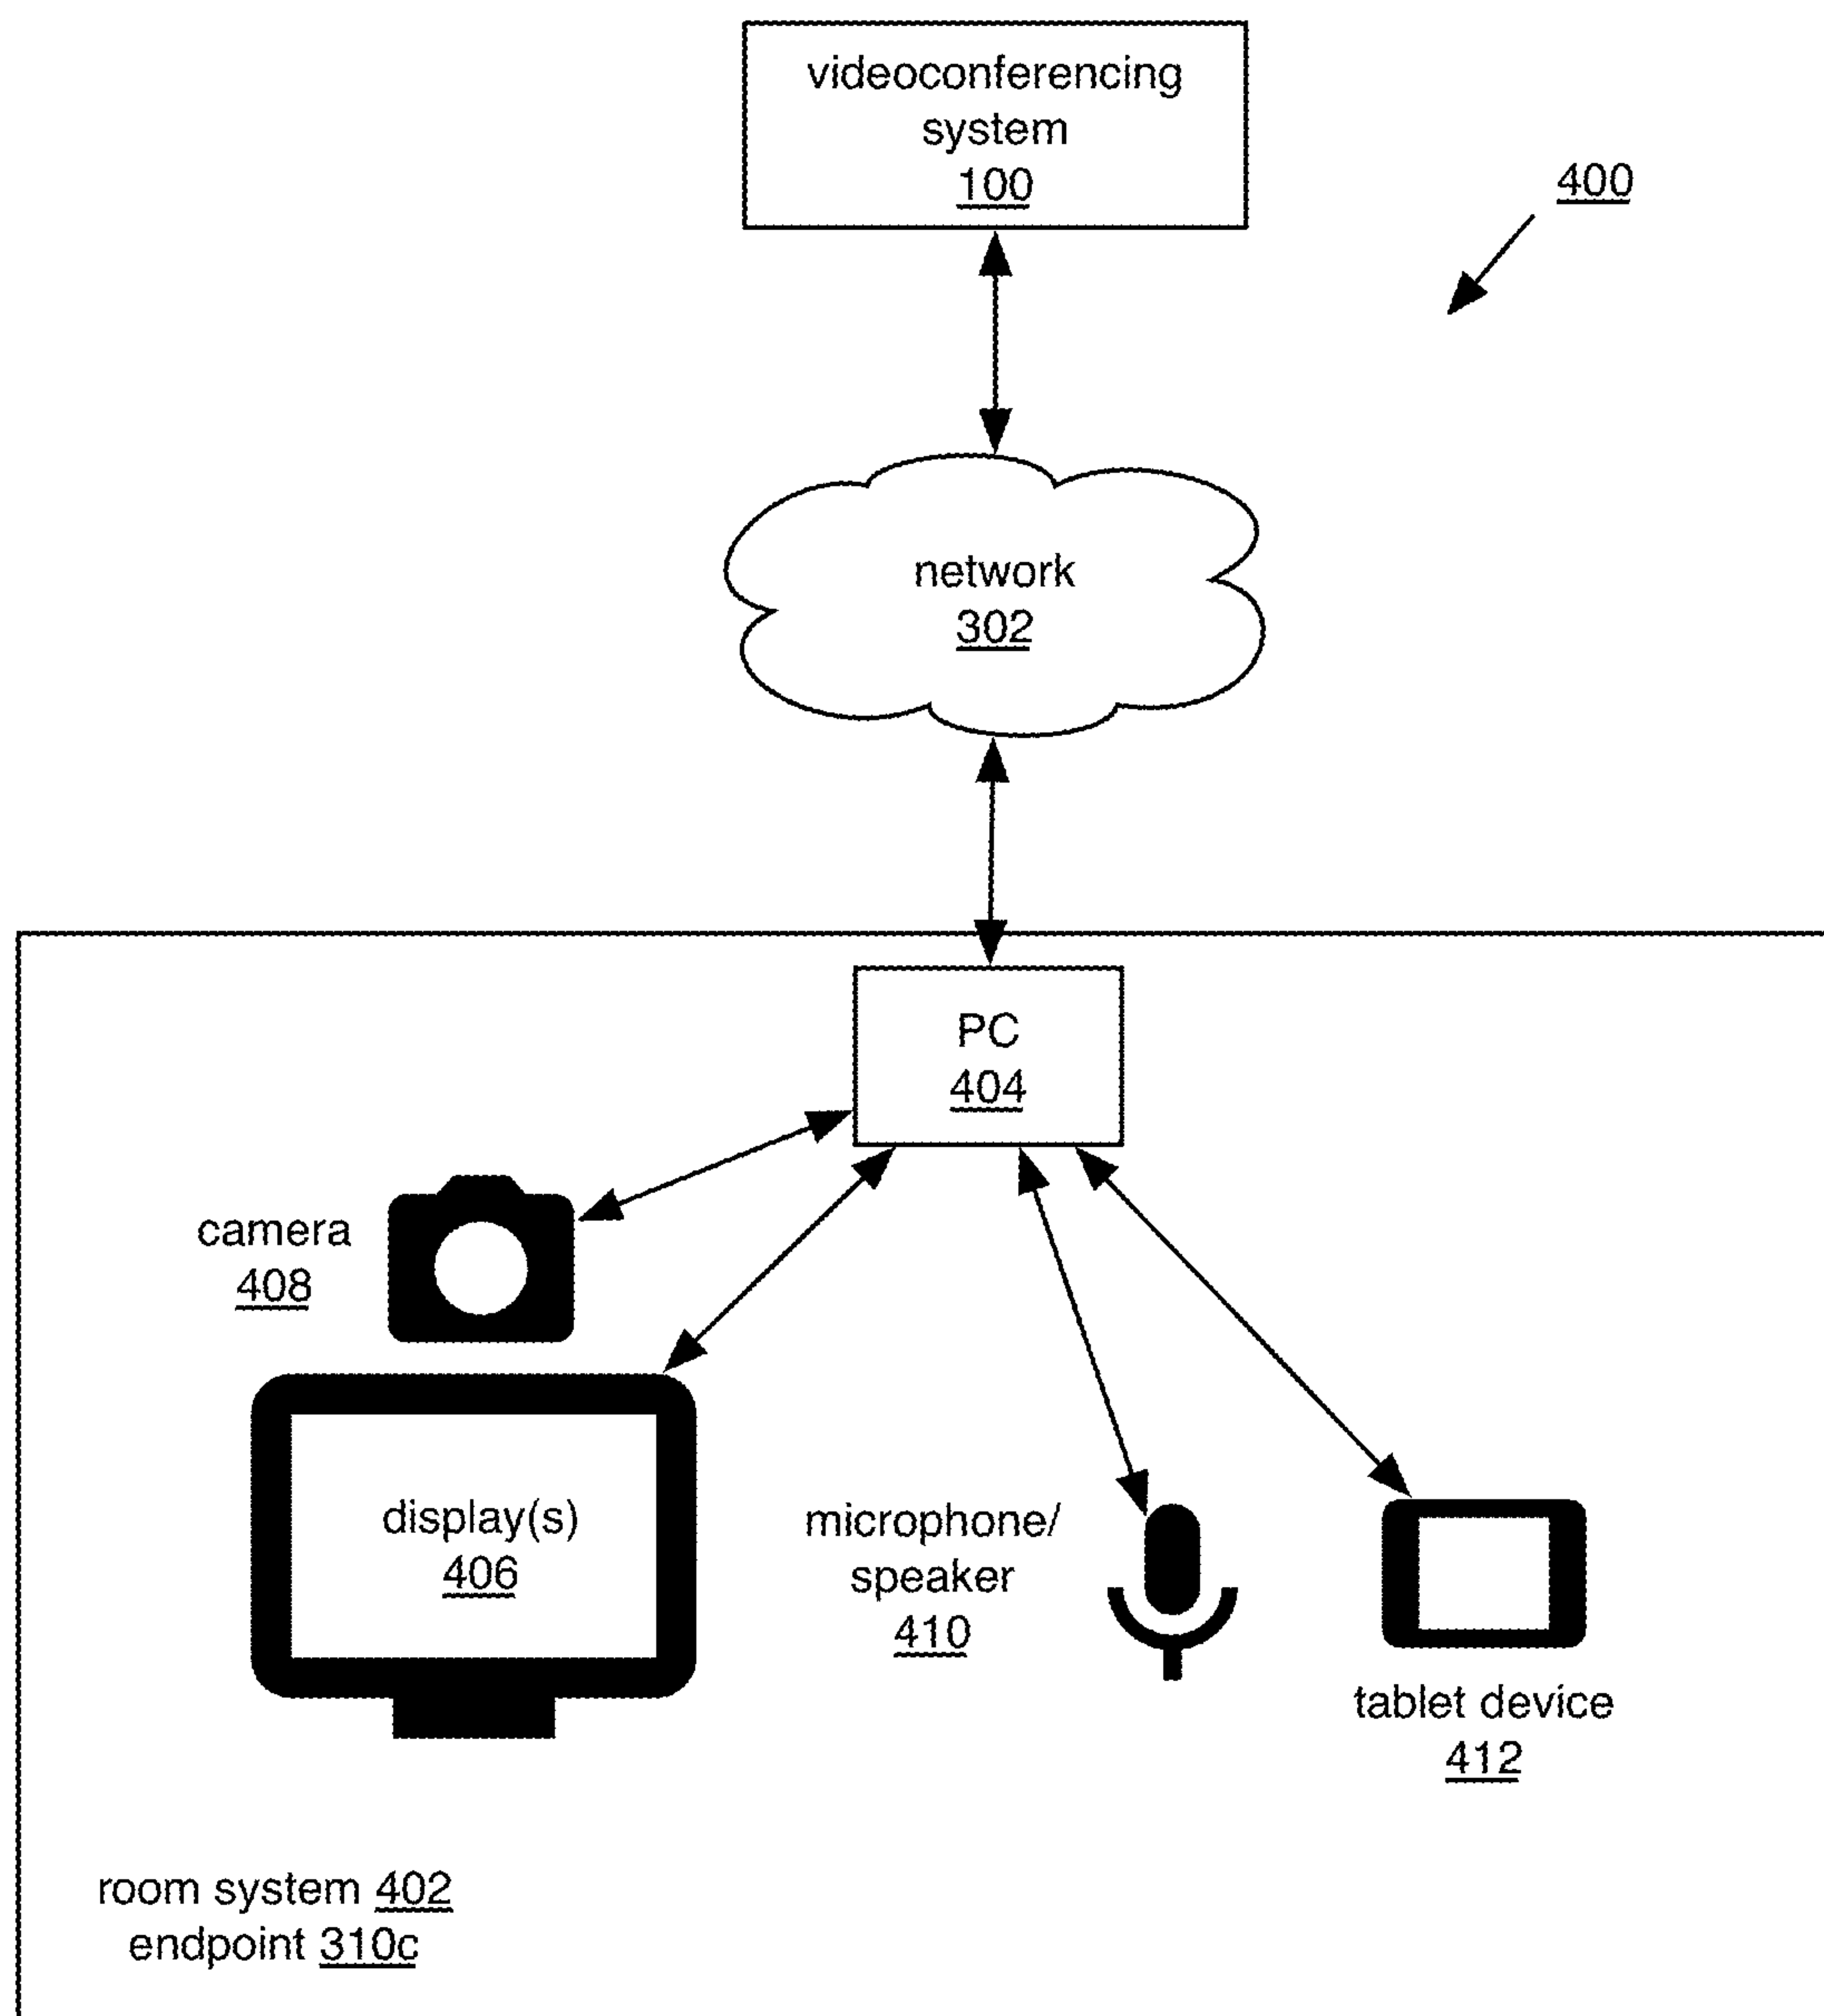 videoconferencing
system
100
400
network
302
PC
404
camera
408
display(s)
406
microphone/
speaker
410
tablet device
412
room system 402
endpoint 310c